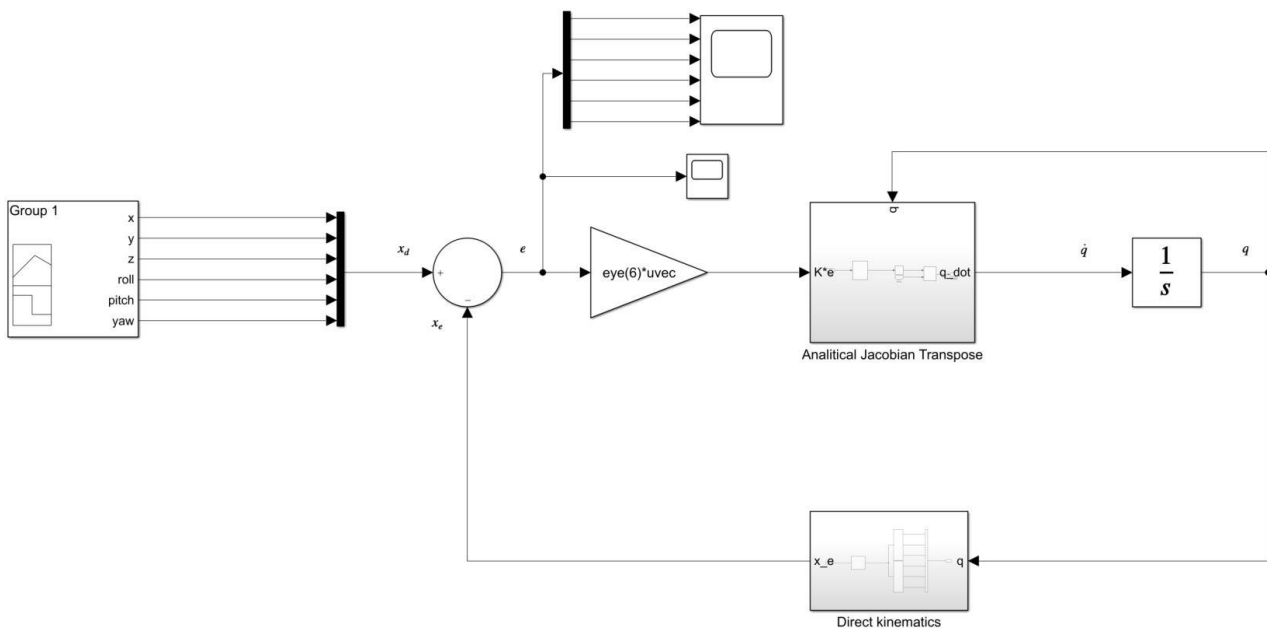 Group 1
x
y
z
roll
pitch
yaw
x_d
+
−
x_e
e
eye(6)*uvec
q
K*e
q_dot
Analitical Jacobian Transpose
q̇
1
s
q
x_e
q
Direct kinematics